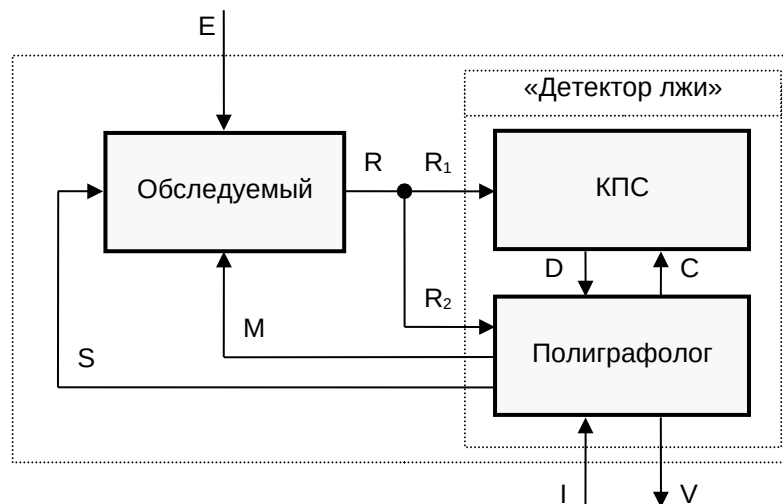 E
«Детектор лжи»
Обследуемый
R
R₁
КПС
D
C
R₂
M
S
Полиграфолог
I
V